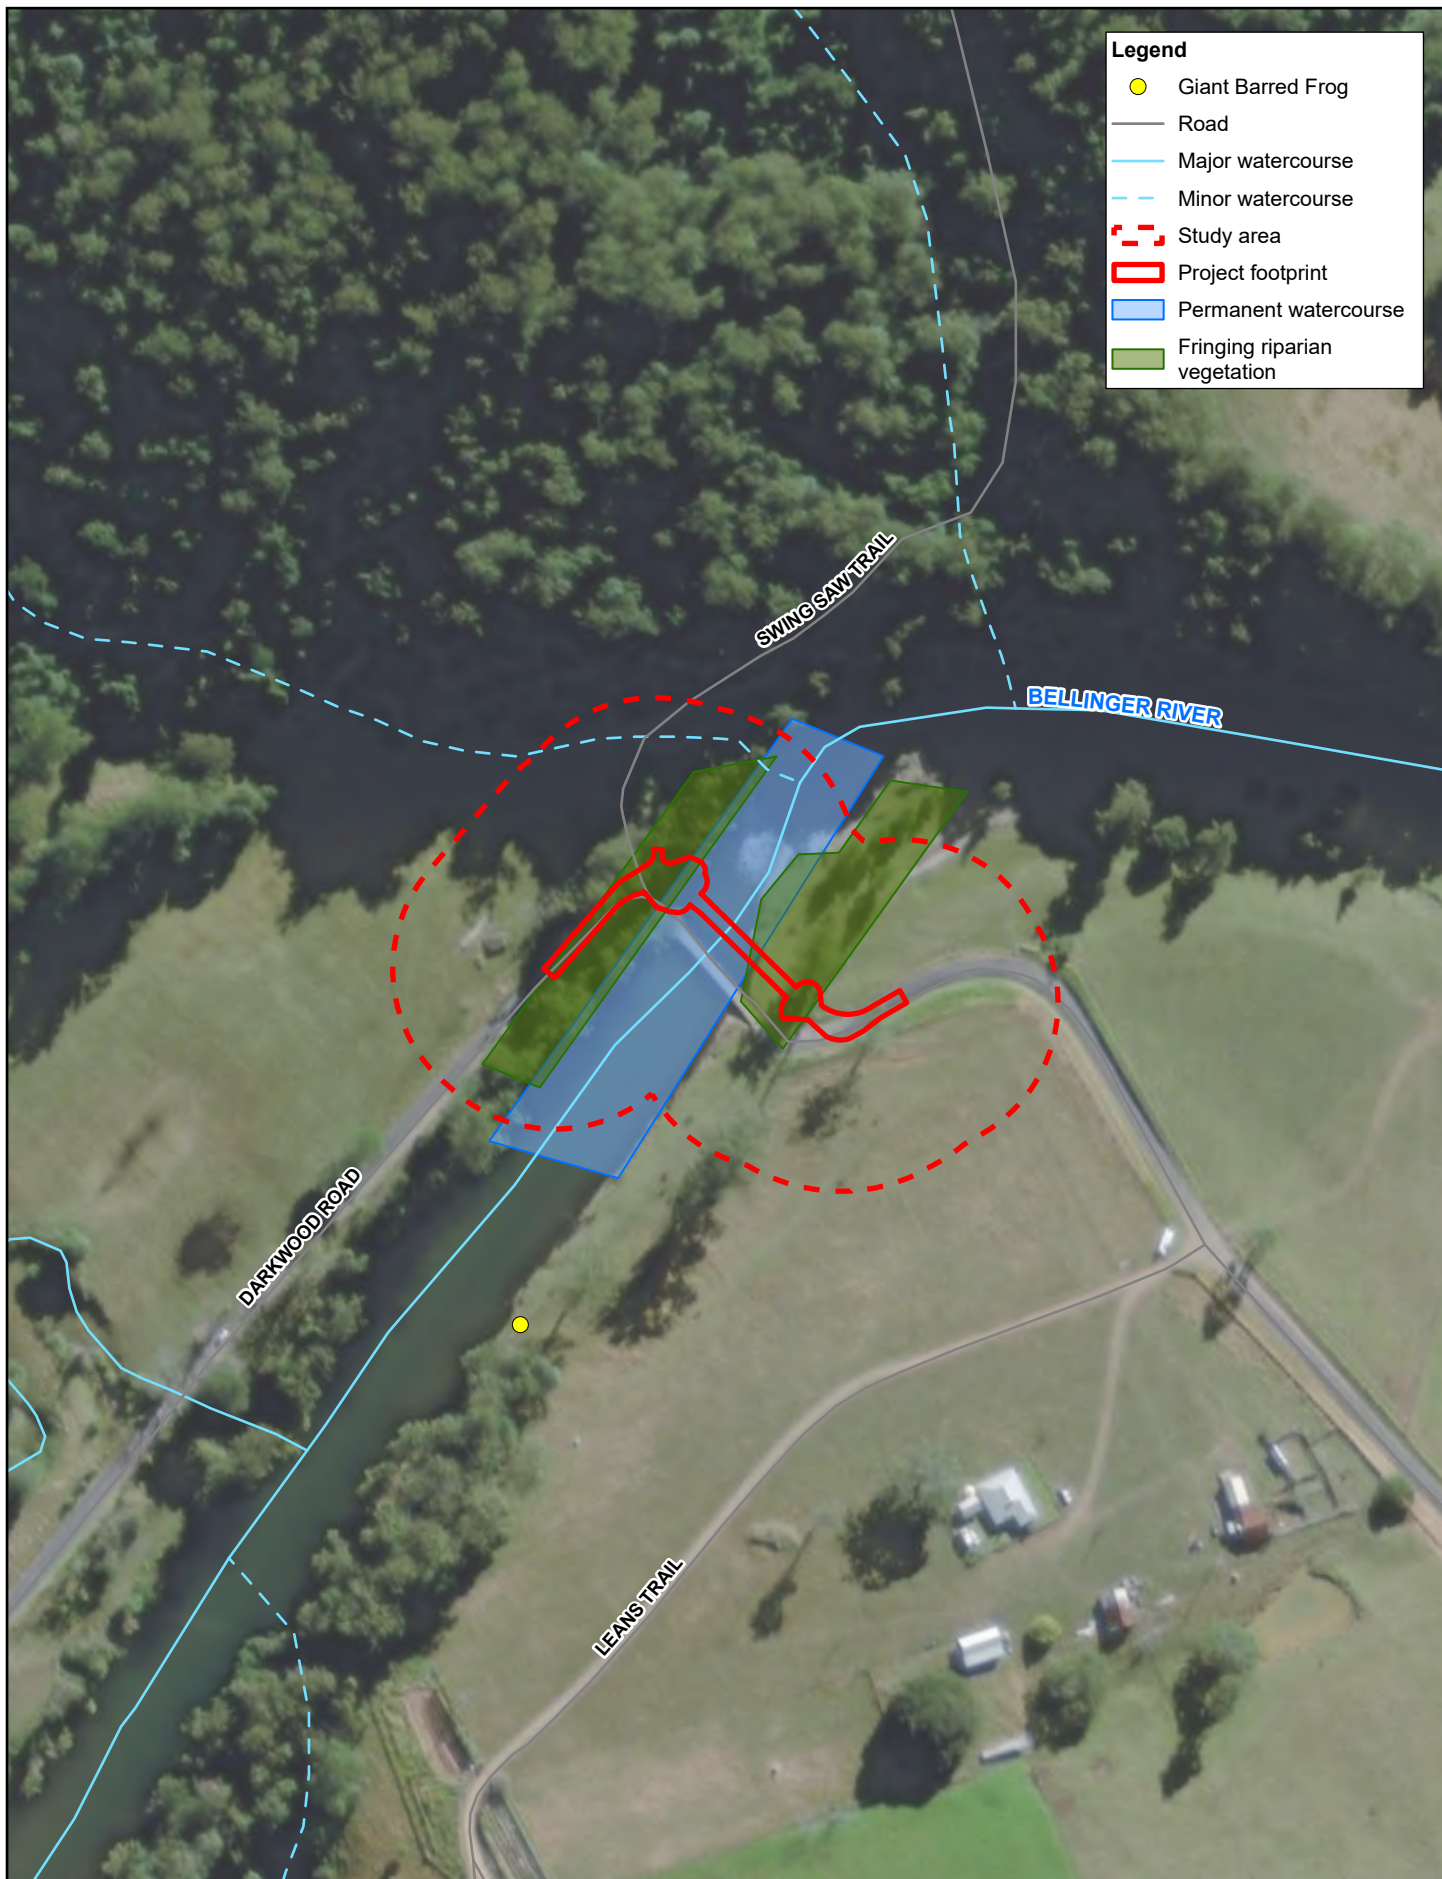 Legend
Giant Barred Frog
Road
Major watercourse
Minor watercourse
Study area
Project footprint
Permanent watercourse
Fringing riparian
vegetation
SWING SAW TRAIL
BELLINGER RIVER
DARKWOOD ROAD
LEANS TRAIL